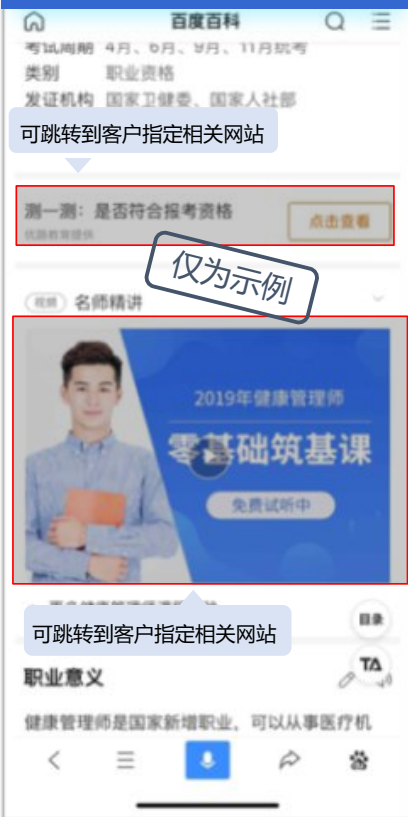 百度百科
考试周期 4月、6月、9月、11月统考
类别 职业资格
发证机构 国家卫健委、国家人社部
可跳转到客户指定相关网站
测一测：是否符合报考资格
优路教育提供
点击查看
仅为示例
视频 名师精讲
2019年健康管理师
零基础筑基课
免费试听中
可跳转到客户指定相关网站
目录
职业意义
TA
健康管理师是国家新增职业，可以从事医疗机